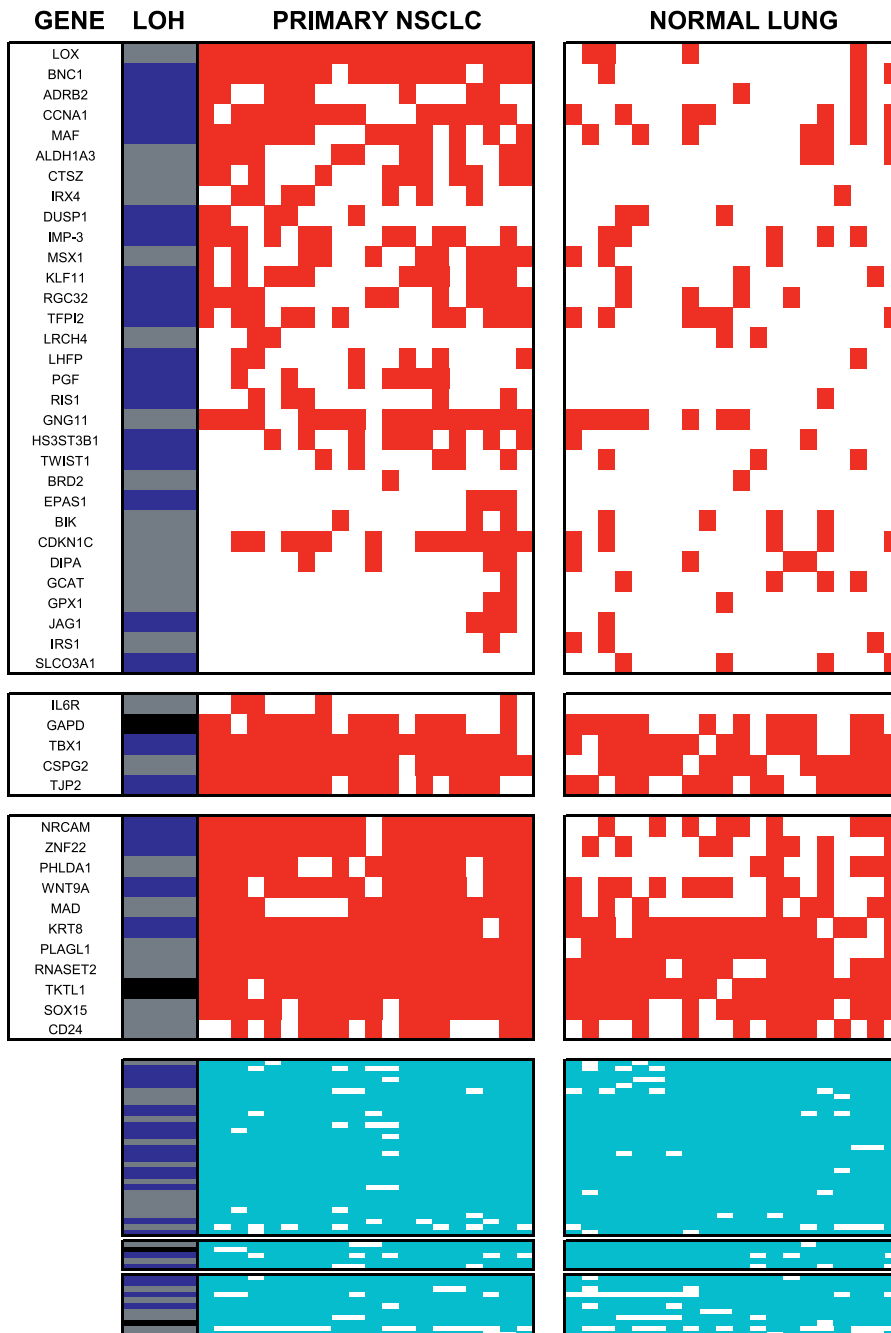 GENE LOH PRIMARY NSCLC NORMAL LUNG
LOX
BNC1
ADRB2
CCNA1
MAF
ALDH1A3
CTSZ
IRX4
DUSP1
IMP-3
MSX1
KLF11
RGC32
TFPI2
LRCH4
LHFP
PGF
RIS1
GNG11
HS3ST3B1
TWIST1
BRD2
EPAS1
BIK
CDKN1C
DIPA
GCAT
GPX1
JAG1
IRS1
SLCO3A1
IL6R
GAPD
TBX1
CSPG2
TJP2
NRCAM
ZNF22
PHLDA1
WNT9A
MAD
KRT8
PLAGL1
RNASET2
TKTL1
SOX15
CD24